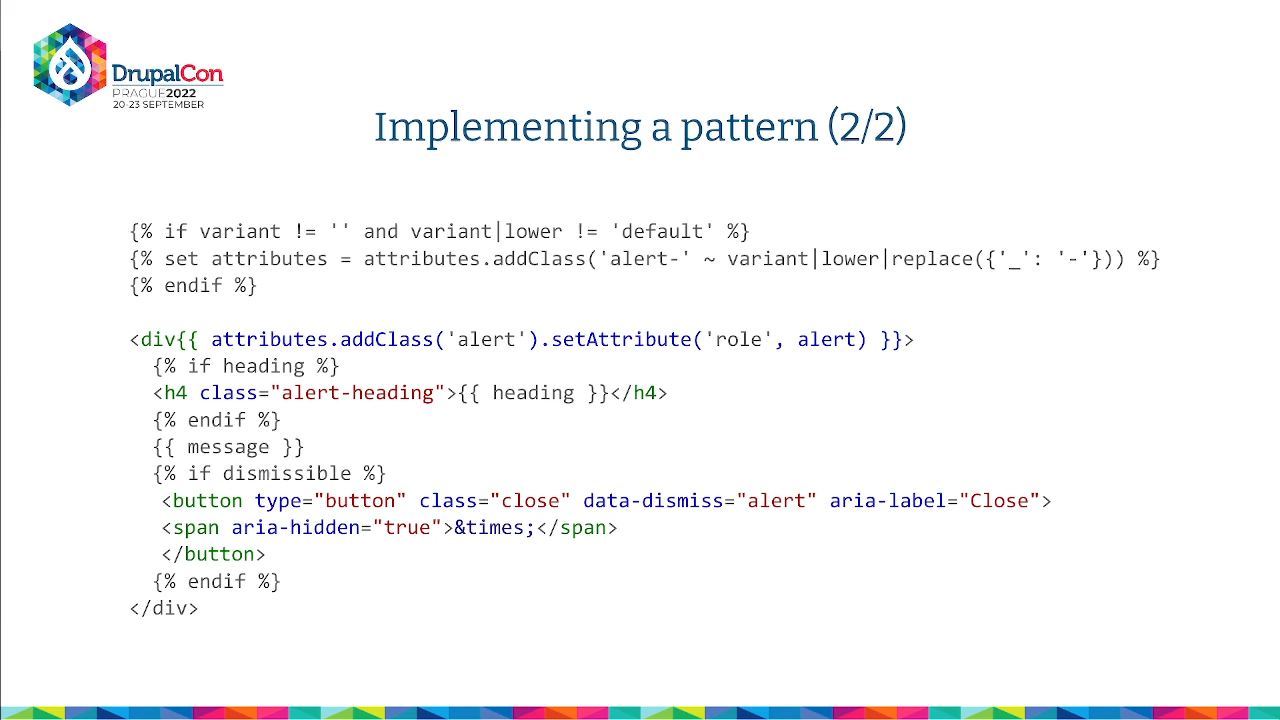 DrupalCon
PRAGUE2022
20-23 SEPTEMBER
Implementing a pattern (2/2)
{% if variant != '' and variant|lower != 'default' %}
{% set attributes = attributes.addClass('alert-' ~ variant|lower|replace({'_': '-'})) %}
{% endif %}
<div{{ attributes.addClass('alert').setAttribute('role', alert) }}>
{% if heading %}
<h4 class="alert-heading">{{ heading }}</h4>
{% endif %}
{{ message }}
{% if dismissible %}
<button type="button" class="close" data-dismiss="alert" aria-label="Close">
<span aria-hidden="true">&times;</span>
</button>
{% endif %}
</div>